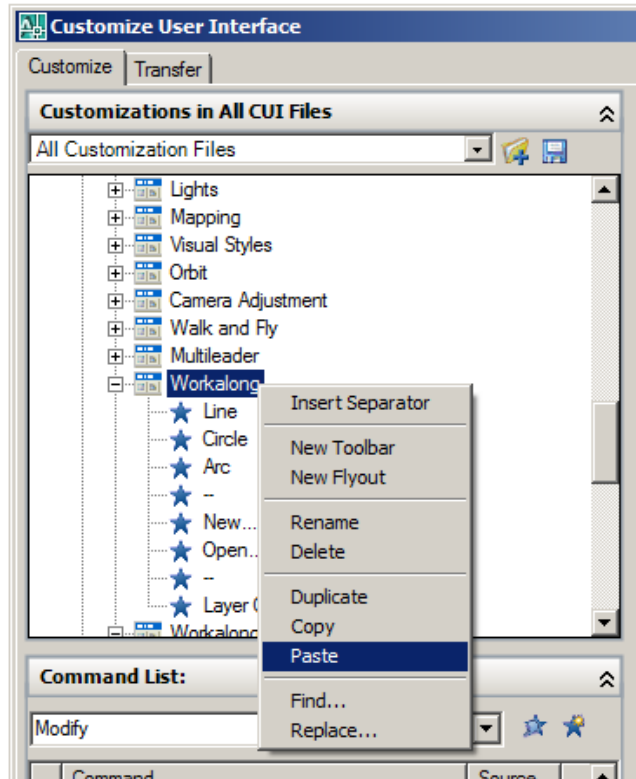 Customize User Interface
Customize Transfer
Customizations in All CUI Files
All Customization Files
Lights
Mapping
Visual Styles
Orbit
Camera Adjustment
Walk and Fly
Multileader
Workalong
Line
Circle
Arc
--
New...
Open..
--
Layer
Workalong
Insert Separator
New Toolbar
New Flyout
Rename
Delete
Duplicate
Copy
Paste
Find...
Replace...
Command List:
Modify
Command Source